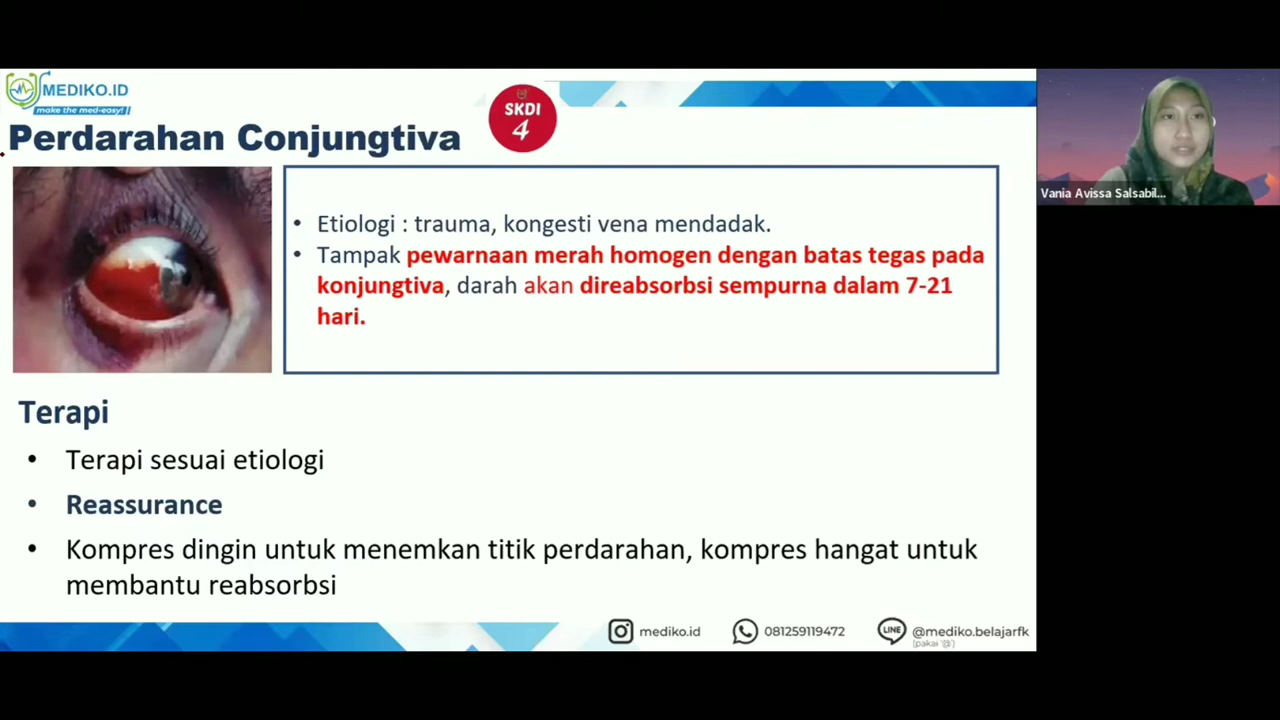 MEDIKO.ID
make the med-easy!
SKDI
4
Perdarahan Conjungtiva
Vania Avissa Salsabil...
• Etiologi : trauma, kongesti vena mendadak.
• Tampak pewarnaan merah homogen dengan batas tegas pada
konjungtiva, darah akan direabsorbsi sempurna dalam 7-21
hari.
Terapi
• Terapi sesuai etiologi
• Reassurance
• Kompres dingin untuk menemkan titik perdarahan, kompres hangat untuk
membantu reabsorbsi
mediko.id
081259119472
LINE
@mediko.belajarfk
(pakai '@')